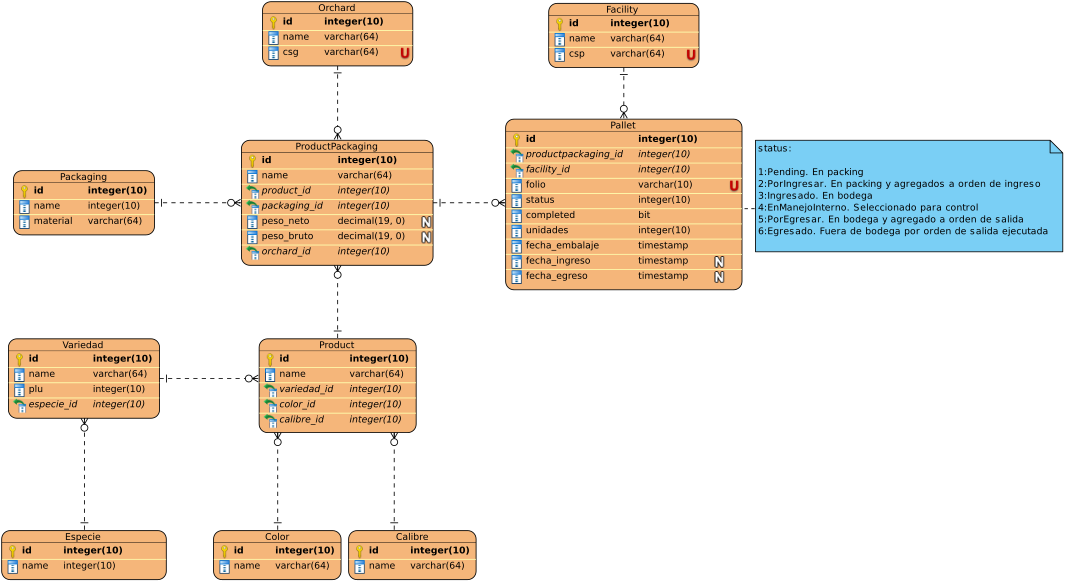 Orchard
id integer(10)
name varchar(64)
csg varchar(64) U
Facility
id integer(10)
name varchar(64)
csp varchar(64) U
Pallet
id integer(10)
productpackaging_id integer(10)
facility_id integer(10)
folio varchar(10) U
status integer(10)
completed bit
unidades integer(10)
fecha_embalaje timestamp
fecha_ingreso timestamp N
fecha_egreso timestamp N
status:
1:Pending. En packing
2:PorIngresar. En packing y agregados a orden de ingreso
3:Ingresado. En bodega
4:EnManejoInterno. Seleccionado para control
5:PorEgresar. En bodega y agregado a orden de salida
6:Egresado. Fuera de bodega por orden de salida ejecutada
ProductPackaging
id integer(10)
name varchar(64)
product_id integer(10)
packaging_id integer(10)
peso_neto decimal(19, 0) N
peso_bruto decimal(19, 0) N
orchard_id integer(10)
Packaging
id integer(10)
name integer(10)
material varchar(64)
Variedad
id integer(10)
name varchar(64)
plu integer(10)
especie_id integer(10)
Product
id integer(10)
name varchar(64)
variedad_id integer(10)
color_id integer(10)
calibre_id integer(10)
Especie
id integer(10)
name integer(10)
Color
id integer(10)
name varchar(64)
Calibre
id integer(10)
name varchar(64)